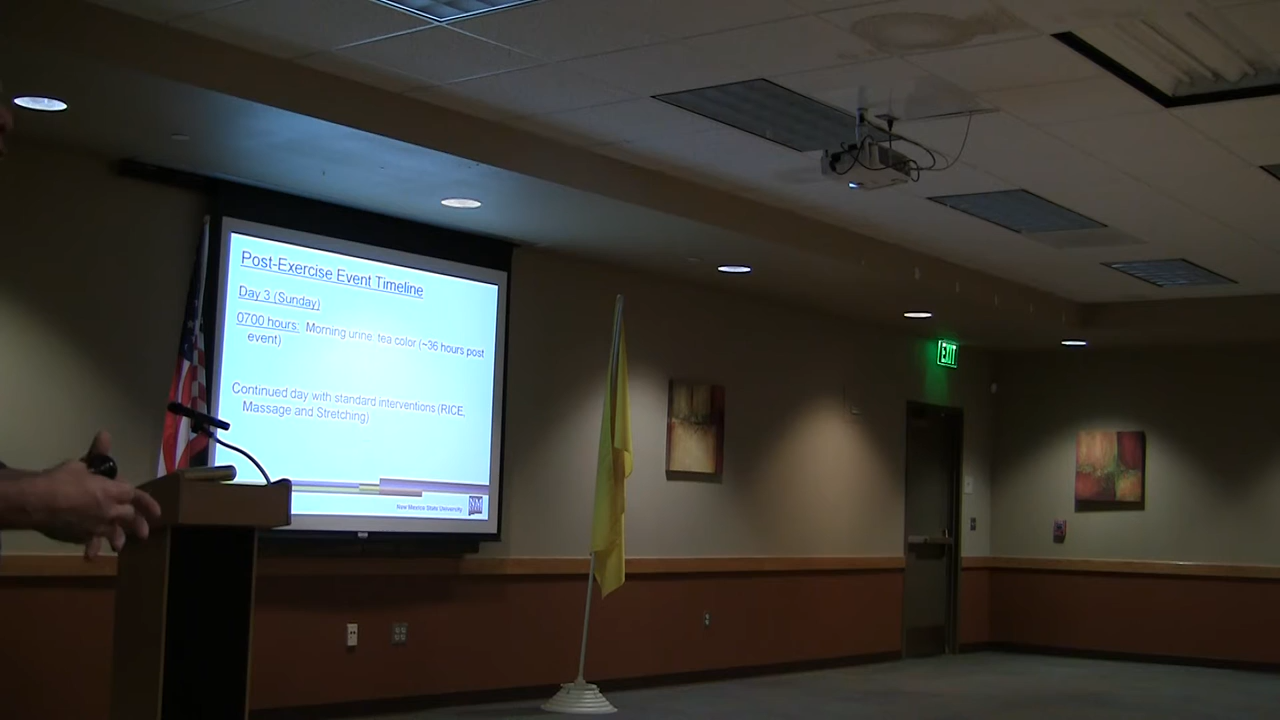 Post-Exercise Event Timeline
Day 3 (Sunday)
0700 hours: Morning urine: tea color (~36 hours post
event)
Continued day with standard interventions (RICE,
Massage and Stretching)
New Mexico State University
NM
EXIT